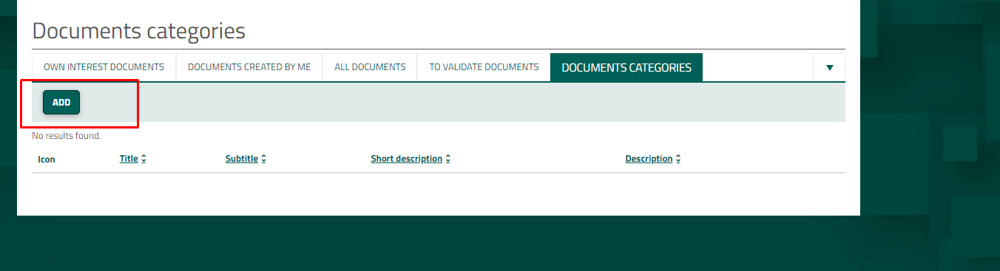 Documents categories
OWN INTEREST DOCUMENTS DOCUMENTS CREATED BY ME ALL DOCUMENTS TO VALIDATE DOCUMENTS DOCUMENTS CATEGORIES
ADD
No results found.
Icon Title Subtitle Short description Description